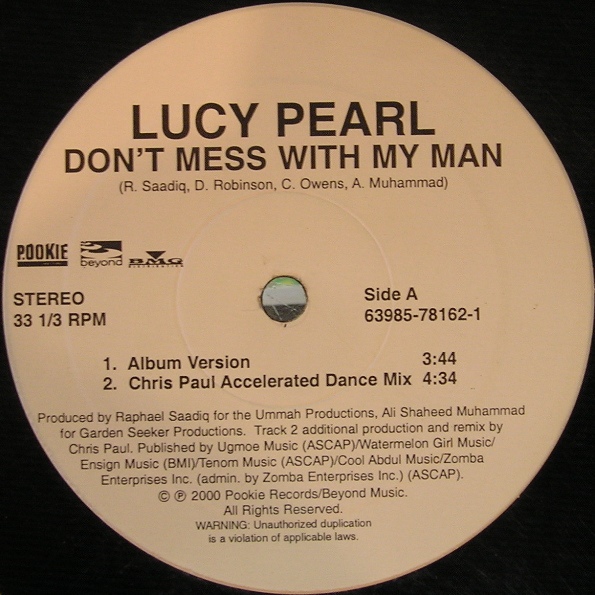 LUCY PEARL
DON'T MESS WITH MY MAN
(R. Saadiq, D. Robinson, C. Owens, A. Muhammad)
POOKIE
beyond
BMG
DISTRIBUTION
STEREO
33 1/3 RPM
Side A
63985-78162-1
1. Album Version 3:44
2. Chris Paul Accelerated Dance Mix 4:34
Produced by Raphael Saadiq for the Ummah Productions, Ali Shaheed Muhammad
for Garden Seeker Productions. Track 2 additional production and remix by
Chris Paul. Published by Ugmoe Music (ASCAP)/Watermelon Girl Music/
Ensign Music (BMI)/Tenom Music (ASCAP)/Cool Abdul Music/Zomba
Enterprises Inc. (admin. by Zomba Enterprises Inc.) (ASCAP).
© ℗ 2000 Pookie Records/Beyond Music.
All Rights Reserved.
WARNING: Unauthorized duplication
is a violation of applicable laws.